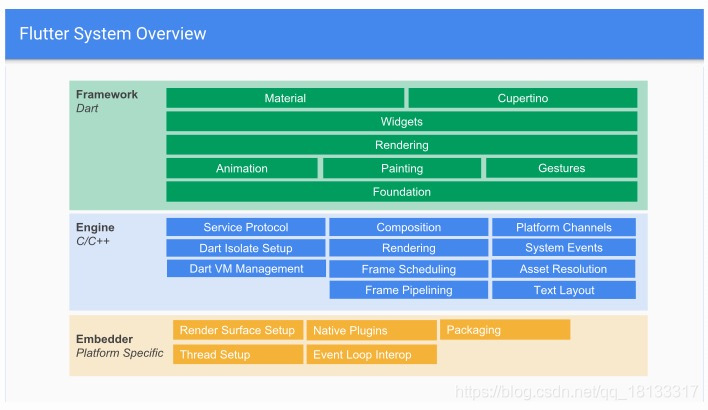 Flutter System Overview
Framework
Dart
Material
Cupertino
Widgets
Rendering
Animation
Painting
Gestures
Foundation
Engine
C/C++
Service Protocol
Composition
Platform Channels
Dart Isolate Setup
Rendering
System Events
Dart VM Management
Frame Scheduling
Asset Resolution
Frame Pipelining
Text Layout
Embedder
Platform Specific
Render Surface Setup
Native Plugins
Packaging
Thread Setup
Event Loop Interop
https://blog.csdn.net/qq_18133317